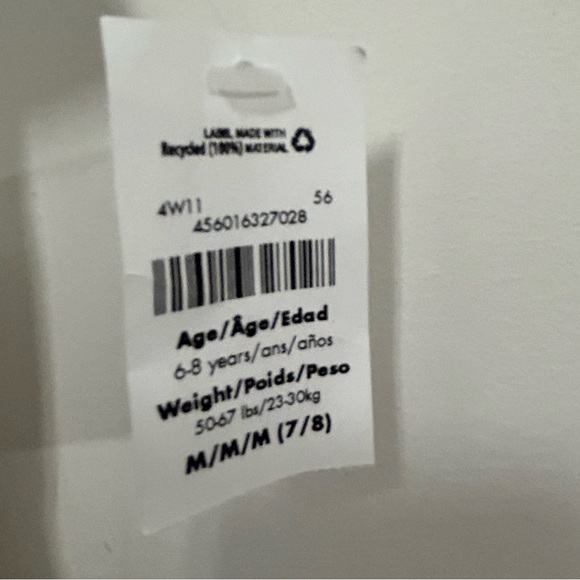 LABEL MADE WITH
Recycled (100%) MATERIAL
4W11 56
456016327028
Age/Âge/Edad
6-8 years/ans/años
Weight/Poids/Peso
50-67 lbs/23-30kg
M/M/M (7/8)